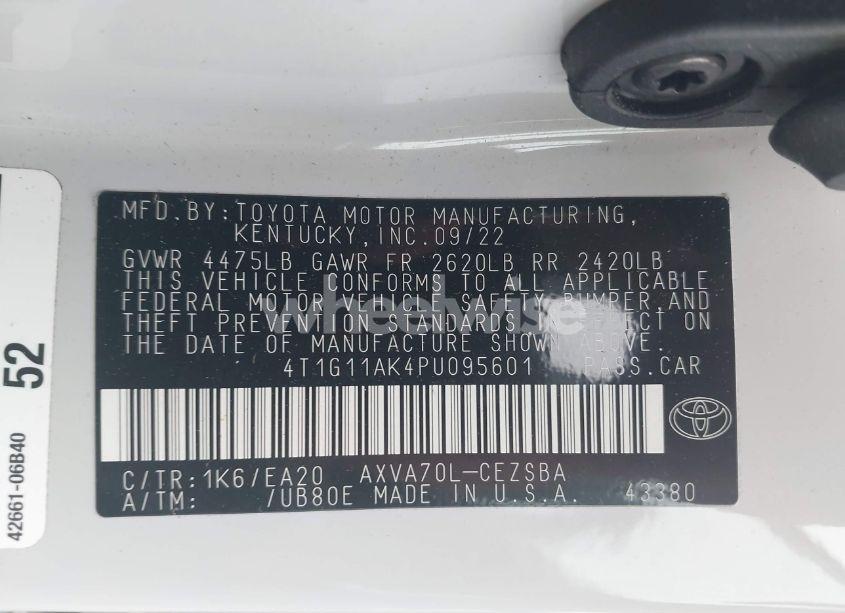 MFD.BY:TOYOTA MOTOR MANUFACTURING,
KENTUCKY,INC.09/22
GVWR 4475LB GAWR FR 2620LB RR 2420LB
THIS VEHICLE CONFORMS TO ALL APPLICABLE
FEDERAL MOTOR VEHICLE SAFETY,BUMPER,AND
THEFT PREVENTION STANDARDS IN EFFECT ON
THE DATE OF MANUFACTURE SHOWN ABOVE.
4T1G11AK4PU095601 PASS.CAR
C/TR:1K6/EA20 AXVA70L-CEZSBA
A/TM: /UB80E MADE IN U.S.A. 43380
wheelwise
52
42661-06B40